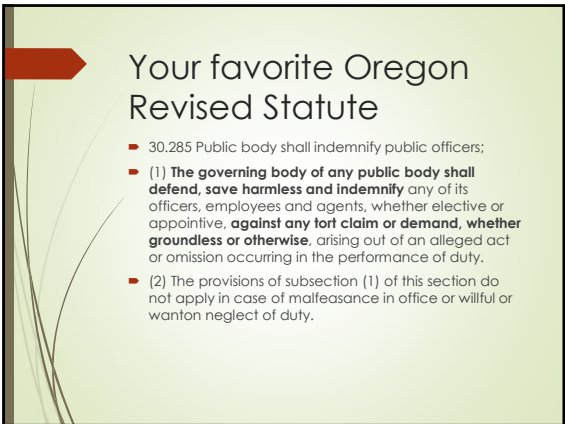 Your favorite Oregon
Revised Statute
30.285 Public body shall indemnify public officers;
(1) The governing body of any public body shall
defend, save harmless and indemnify any of its
officers, employees and agents, whether elective or
appointive, against any tort claim or demand, whether
groundless or otherwise, arising out of an alleged act
or omission occurring in the performance of duty.
(2) The provisions of subsection (1) of this section do
not apply in case of malfeasance in office or willful or
wanton neglect of duty.